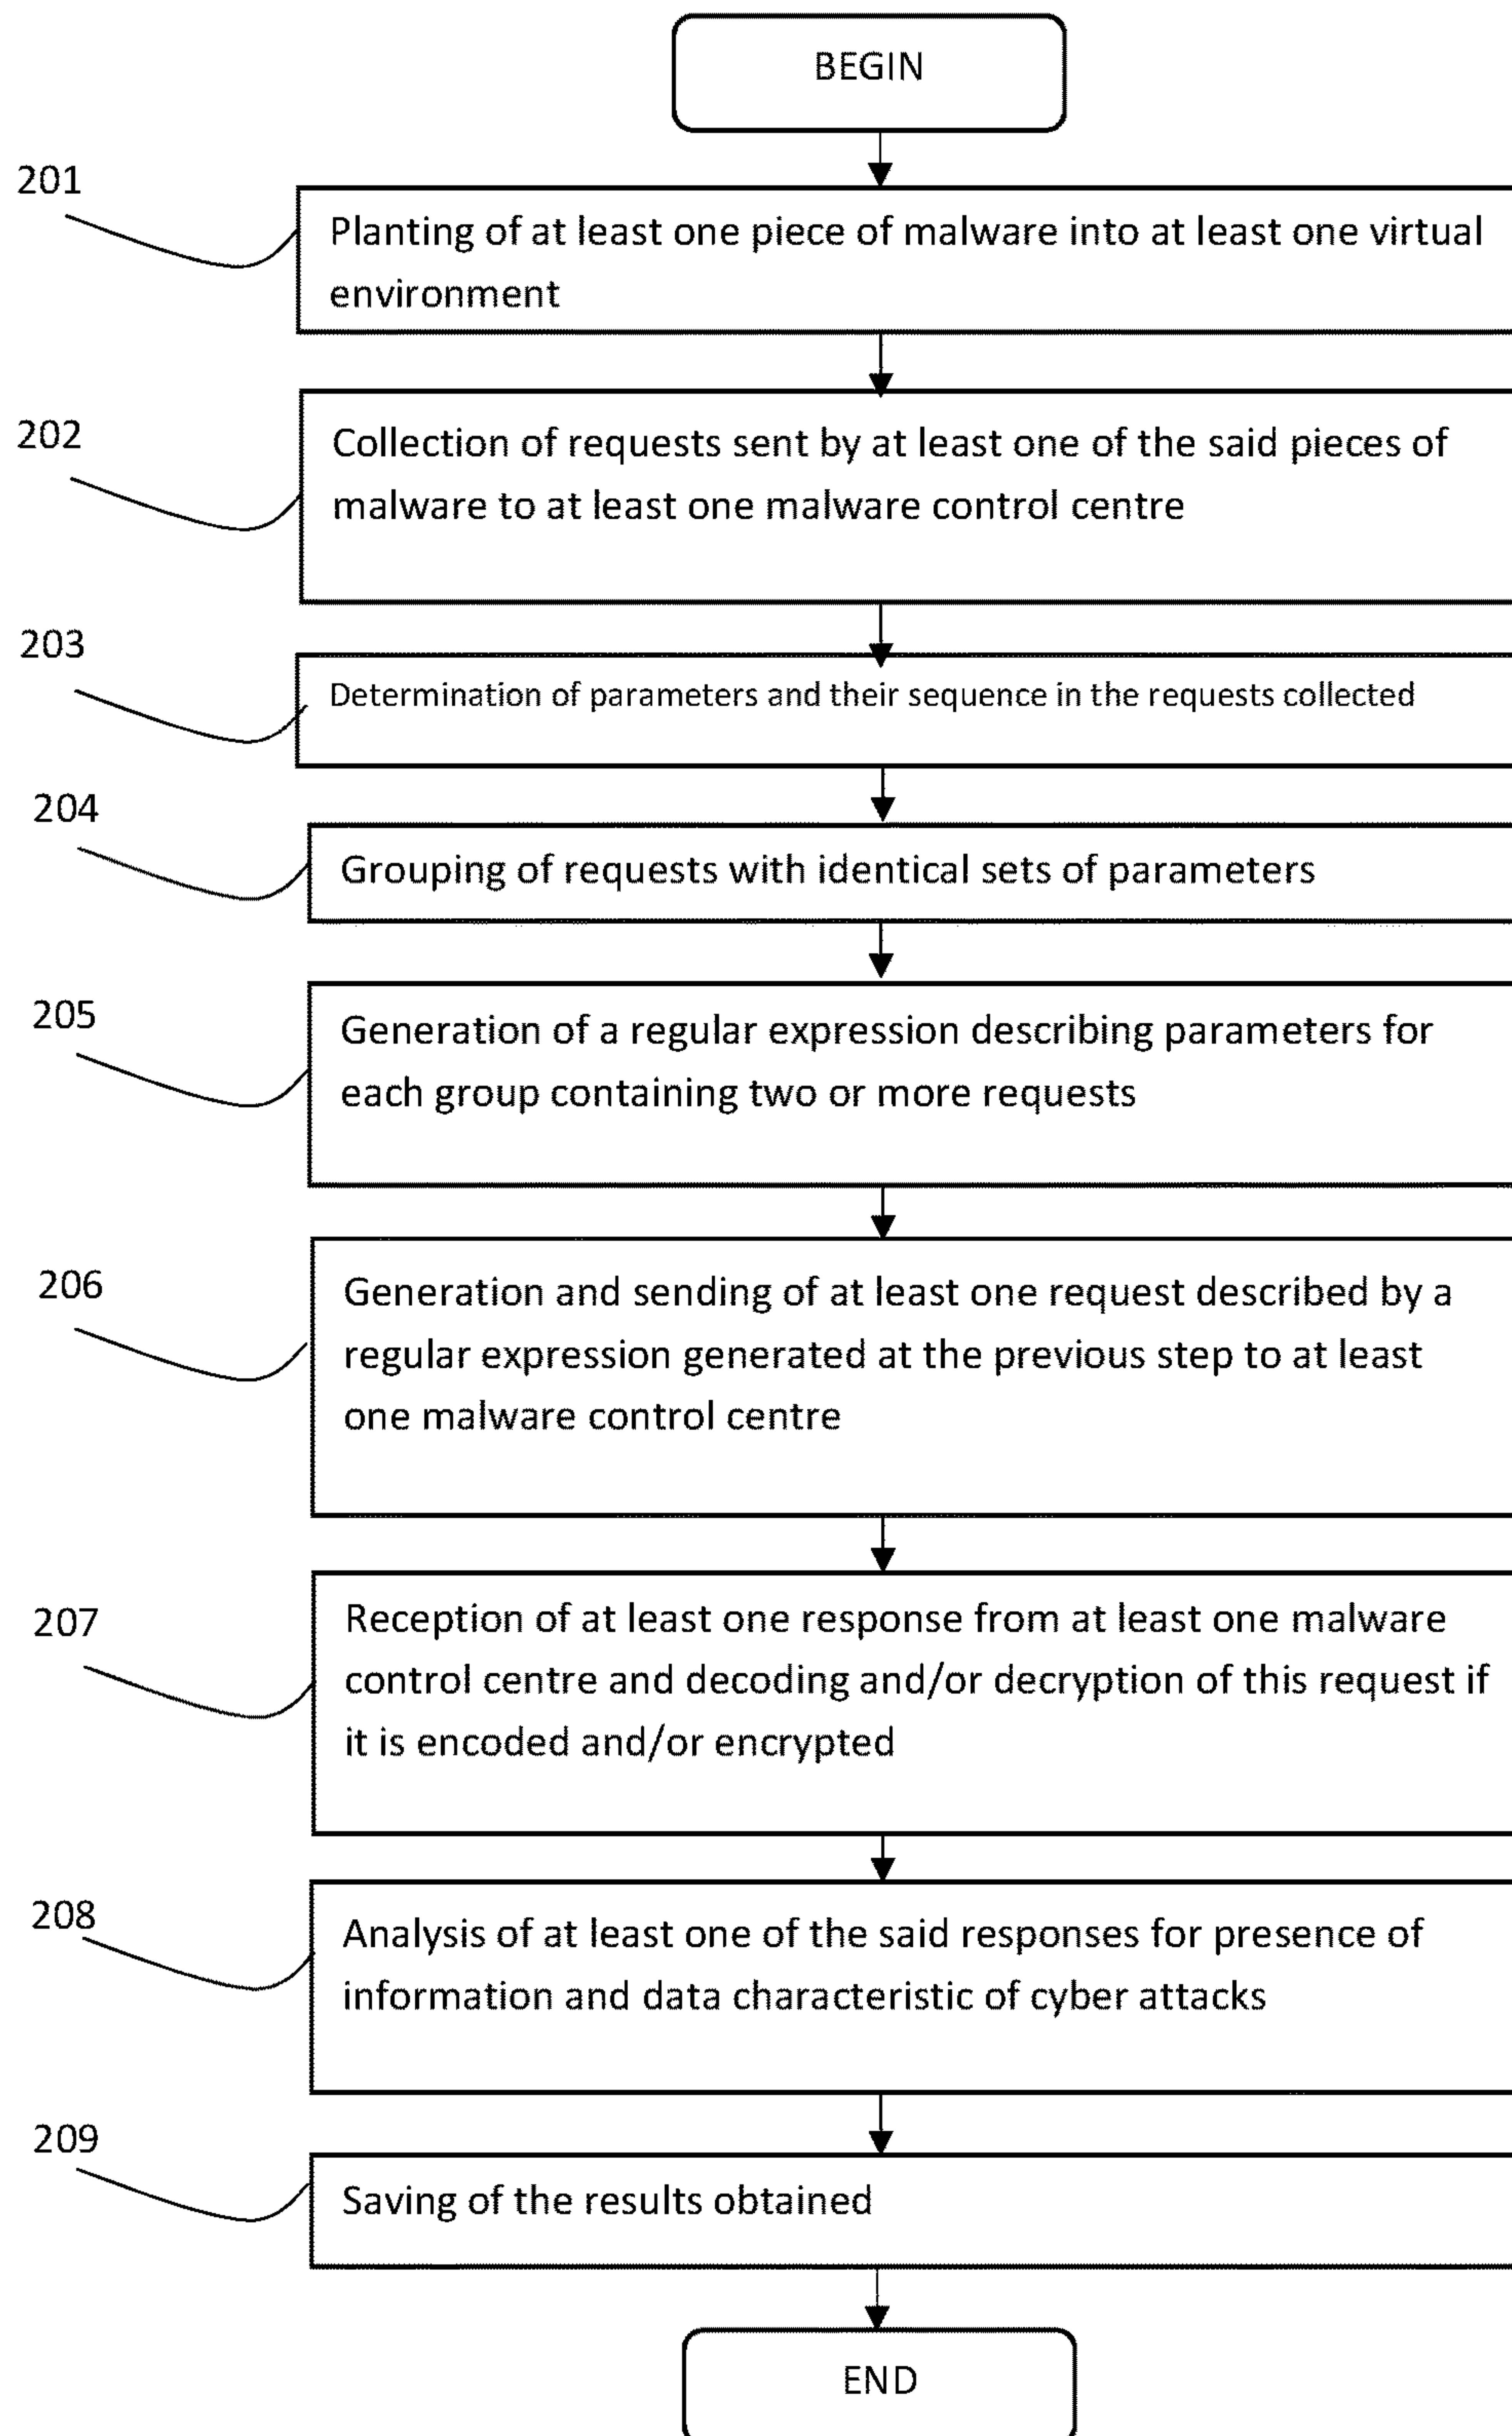 BEGIN
201
Planting of at least one piece of malware into at least one virtual
environment
202
Collection of requests sent by at least one of the said pieces of
malware to at least one malware control centre
203
Determination of parameters and their sequence in the requests collected
204
Grouping of requests with identical sets of parameters
205
Generation of a regular expression describing parameters for
each group containing two or more requests
206
Generation and sending of at least one request described by a
regular expression generated at the previous step to at least
one malware control centre
207
Reception of at least one response from at least one malware
control centre and decoding and/or decryption of this request if
it is encoded and/or encrypted
208
Analysis of at least one of the said responses for presence of
information and data characteristic of cyber attacks
209
Saving of the results obtained
END